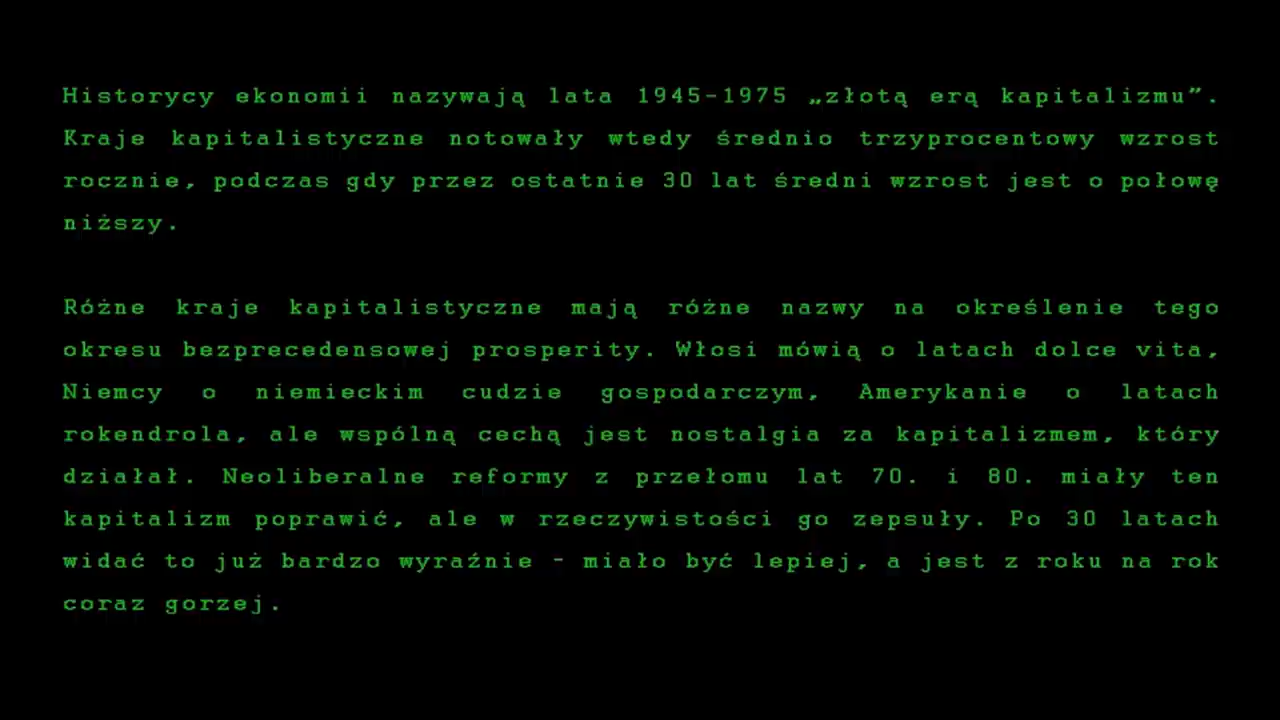 Historycy ekonomii nazywają lata 1945-1975 „złotą erą kapitalizmu”.
Kraje kapitalistyczne notowały wtedy średnio trzyprocentowy wzrost
rocznie, podczas gdy przez ostatnie 30 lat średni wzrost jest o połowę
niższy.
Różne kraje kapitalistyczne mają różne nazwy na określenie tego
okresu bezprecedensowej prosperity. Włosi mówią o latach dolce vita,
Niemcy o niemieckim cudzie gospodarczym, Amerykanie o latach
rokendrola, ale wspólną cechą jest nostalgia za kapitalizmem, który
działał. Neoliberalne reformy z przełomu lat 70. i 80. miały ten
kapitalizm poprawić, ale w rzeczywistości go zepsuły. Po 30 latach
widać to już bardzo wyraźnie - miało być lepiej, a jest z roku na rok
coraz gorzej.